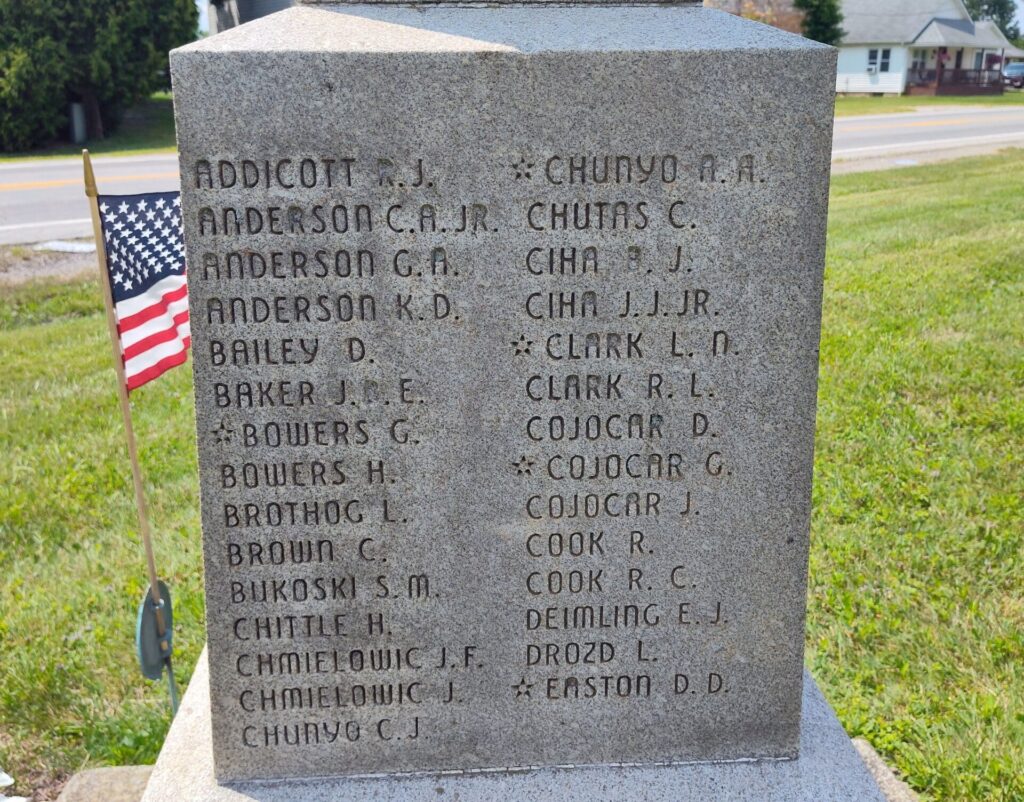 ADDICOTT R. J.
ANDERSON C. A. JR.
ANDERSON G. A.
ANDERSON K. D.
BAILEY D.
BAKER J. E.
☆ BOWERS G.
BOWERS H.
BROTHOG L.
BROWN C.
BUKOSKI S. M.
CHITTLE H.
CHMIELOWIC J. F.
CHMIELOWIC J.
CHUNYO C. J.
☆ CHUNYO A. A.
CHUTAS C.
CIHA J.
CIHA J. J. JR.
☆ CLARK L. N.
CLARK R. L.
COJOCAR D.
☆ COJOCAR G.
COJOCAR J.
COOK R.
COOK R. C.
DEIMLING E. J.
DROZD L.
☆ EASTON D. D.